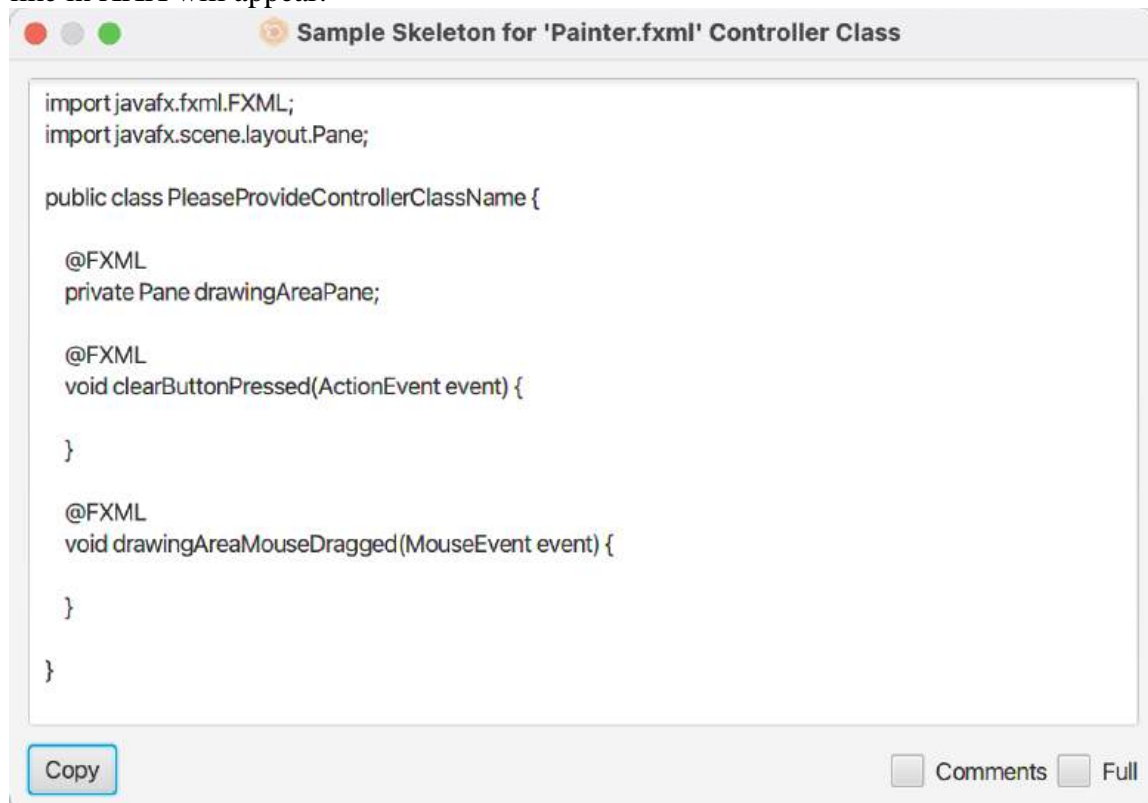 Sample Skeleton for 'Painter.fxml' Controller Class
import javafx.fxml.FXML;
import javafx.scene.layout.Pane;
public class PleaseProvideControllerClassName {
@FXML
private Pane drawingAreaPane;
@FXML
void clearButtonPressed(ActionEvent event) {
}
@FXML
void drawingAreaMouseDragged(MouseEvent event) {
}
}
Copy
Comments Full